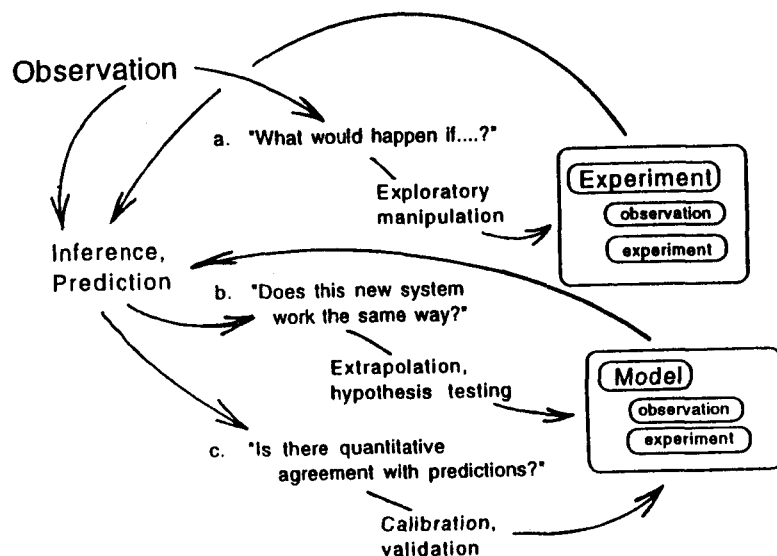 Observation
a. "What would happen if....?"
Exploratory
manipulation
Experiment
observation
experiment
Inference,
Prediction
b. "Does this new system
work the same way?"
Extrapolation,
hypothesis testing
Model
observation
experiment
c. "Is there quantitative
agreement with predictions?"
Calibration,
validation